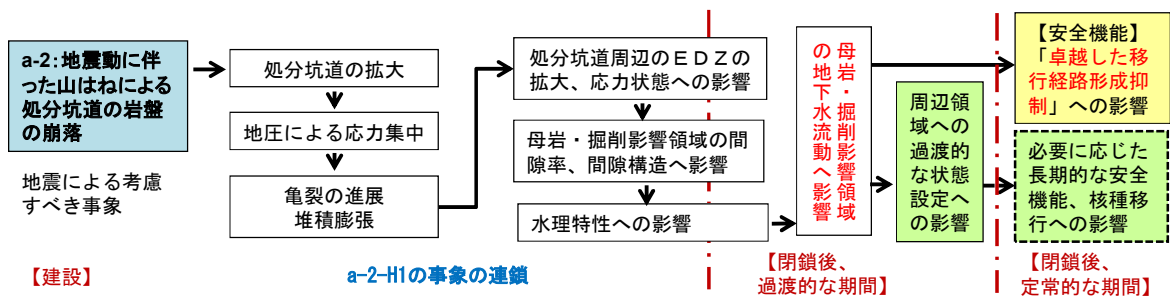 a-2:地震動に伴
った山はねによる
処分坑道の岩盤
の崩落
地震による考慮
すべき事象
【建設】
処分坑道の拡大
地圧による応力集中
亀裂の進展
堆積膨張
a-2-H1の事象の連鎖
処分坑道周辺のEDZの
拡大、応力状態への影響
母岩・掘削影響領域の間
隙率、間隙構造へ影響
水理特性への影響
母岩・掘削影響領域
の地下水流動へ影響
【閉鎖後、
過渡的な期間】
周辺領
域への
過渡的
な状態
設定へ
の影響
【安全機能】
「卓越した移
行経路形成抑
制」への影響
必要に応じた
長期的な安全
機能、核種移
行への影響
【閉鎖後、
定常的な期間】